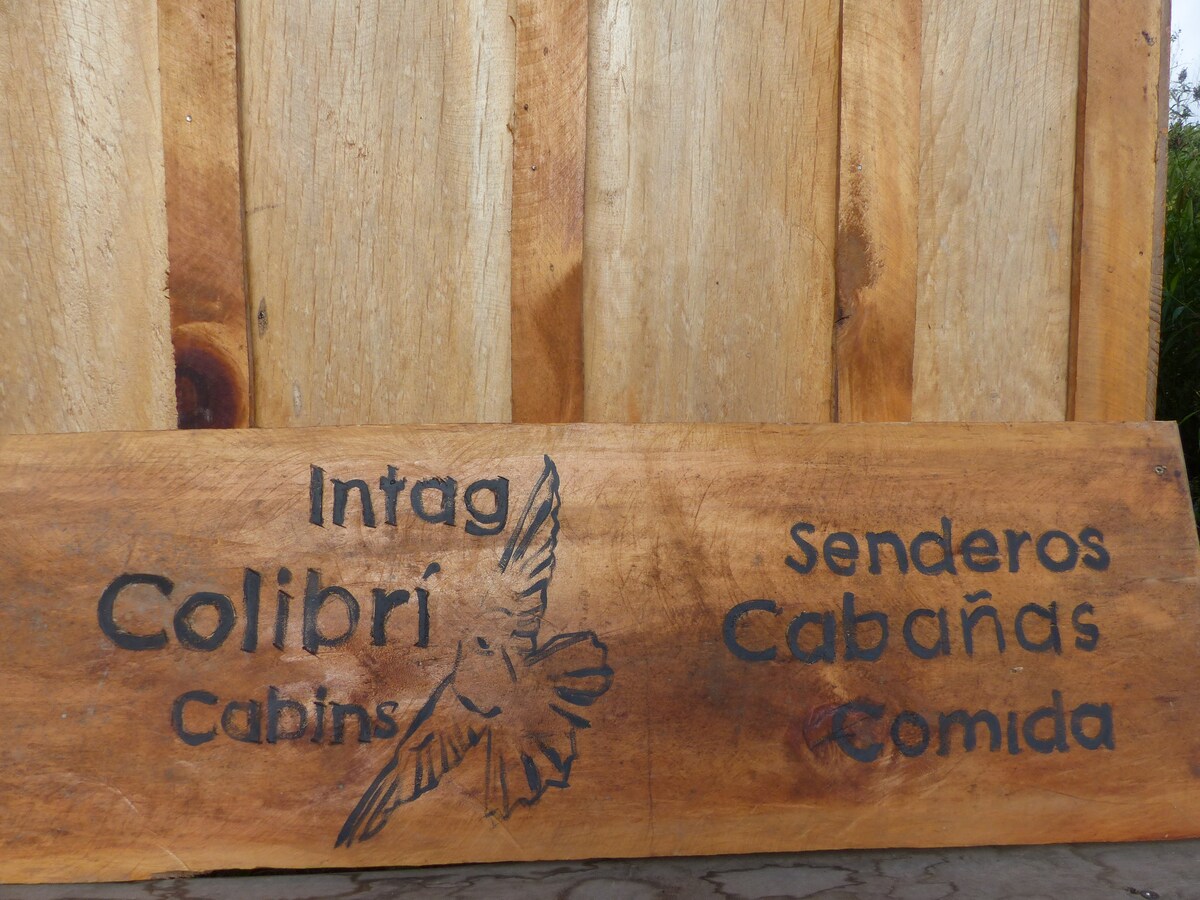 Intag
Colibrí
Cabins
Senderos
Cabañas
Comida